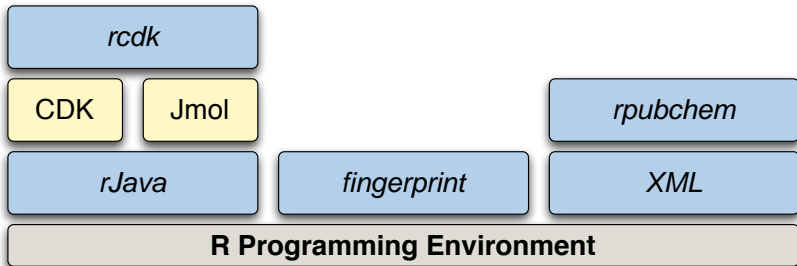 rcdk
CDK Jmol rpubchem
rJava fingerprint XML
R Programming Environment